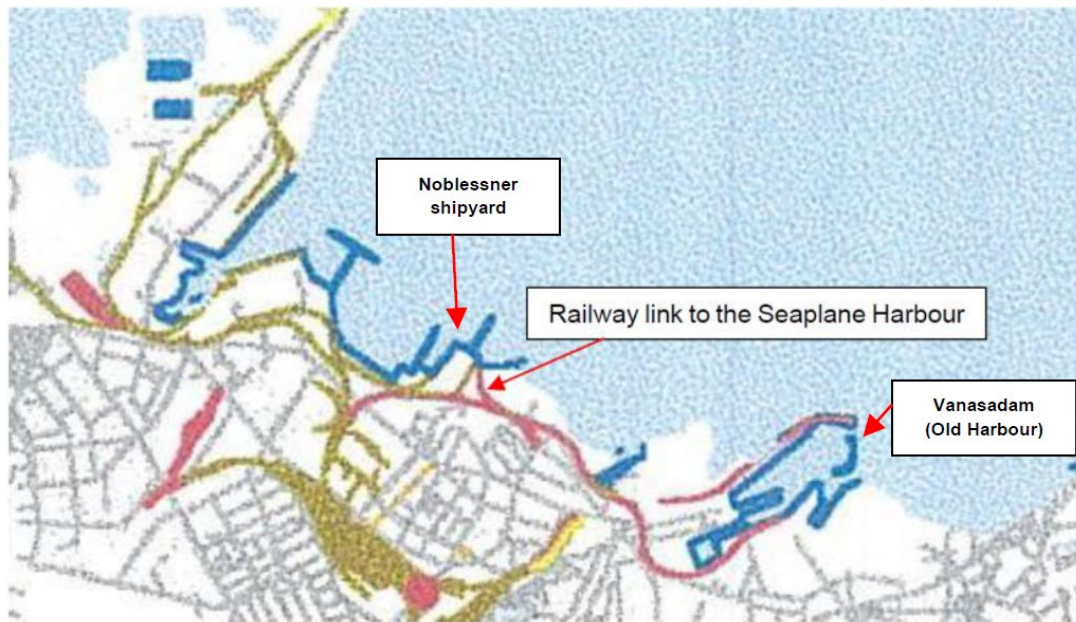 Noblessner
shipyard
Railway link to the Seaplane Harbour
Vanasadam
(Old Harbour)